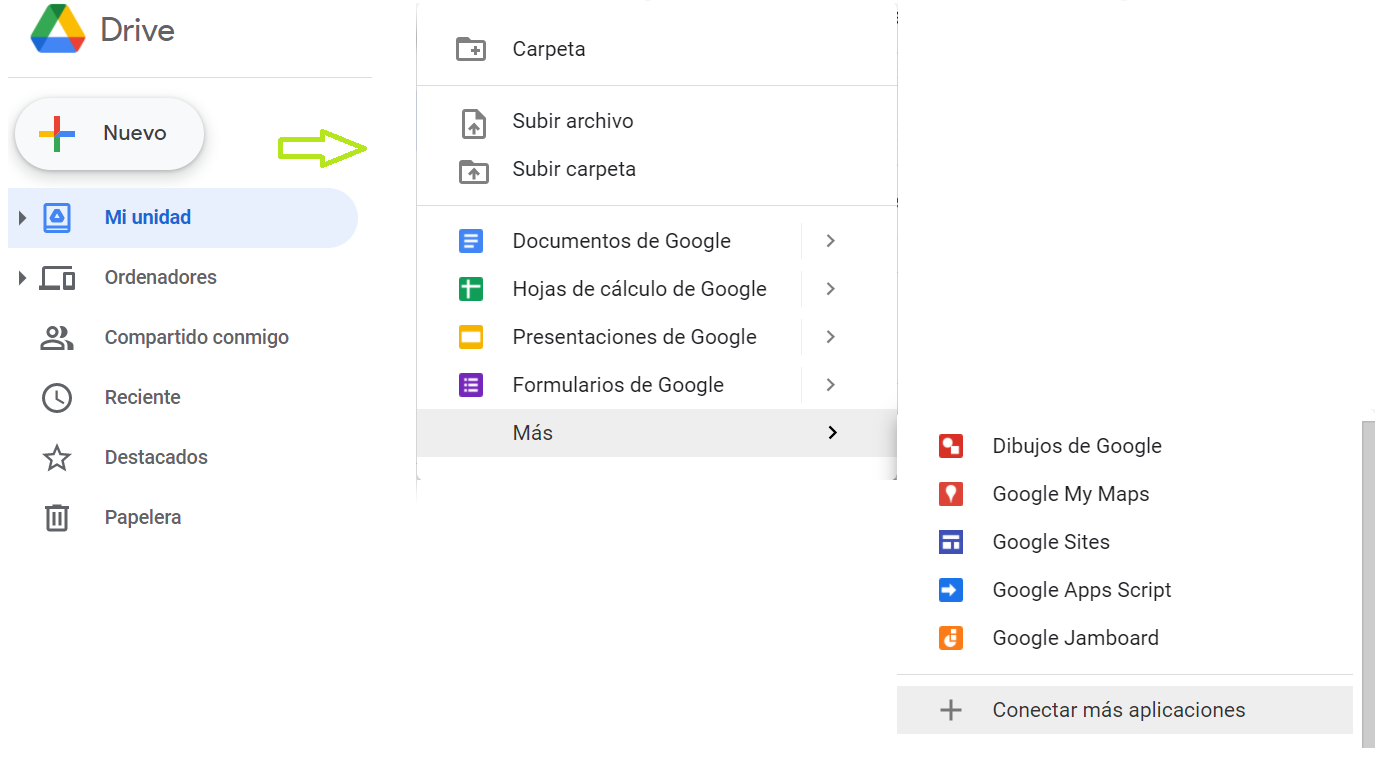 Drive
Nuevo
Mi unidad
Ordenadores
Compartido conmigo
Reciente
Destacados
Papelera
Carpeta
Subir archivo
Subir carpeta
Documentos de Google
Hojas de cálculo de Google
Presentaciones de Google
Formularios de Google
Más
Dibujos de Google
Google My Maps
Google Sites
Google Apps Script
Google Jamboard
Conectar más aplicaciones